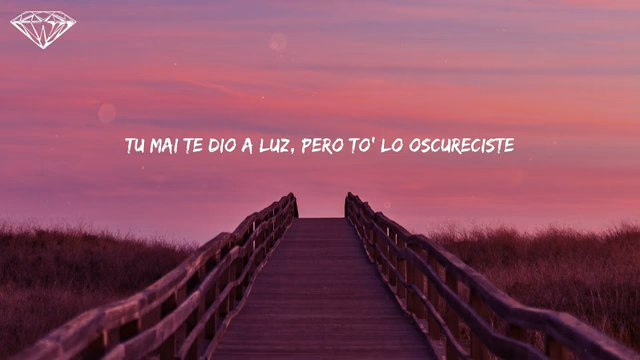 TU MAI TE DIO A LUZ, PERO TO' LO OSCURECISTE